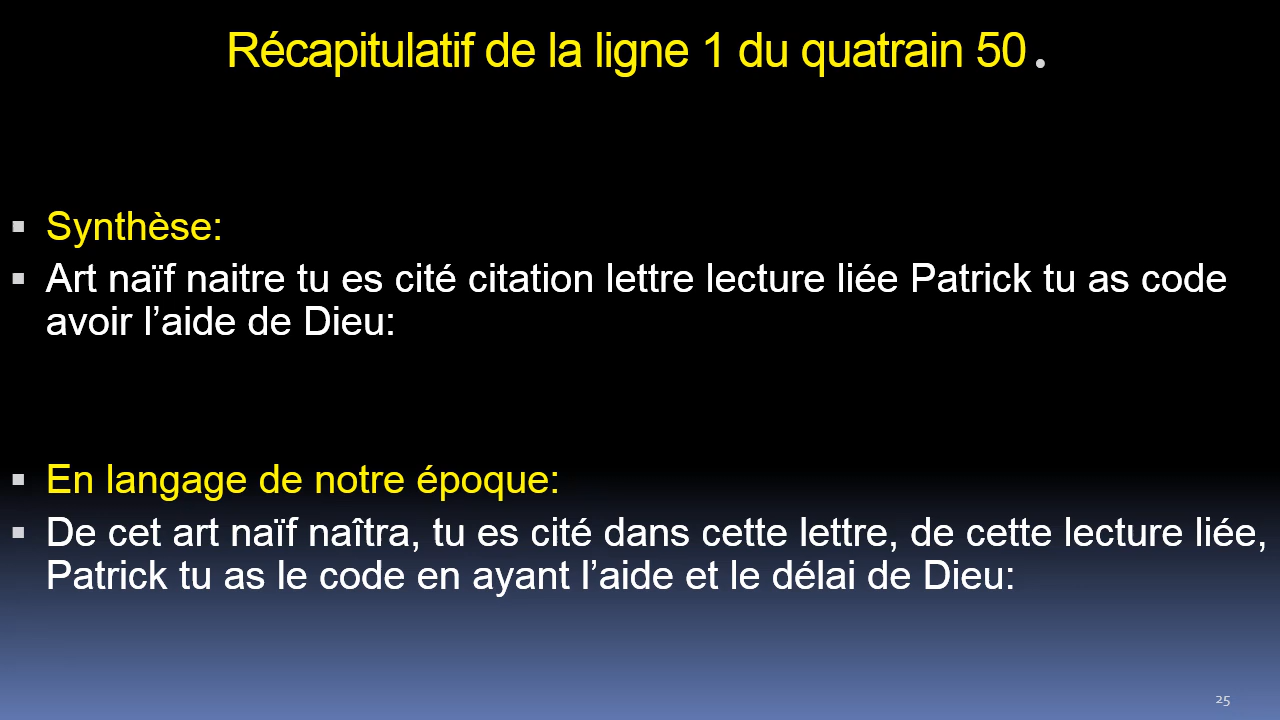 Récapitulatif de la ligne 1 du quatrain 50.
▪ Synthèse:
▪ Art naïf naitre tu es cité citation lettre lecture liée Patrick tu as code
avoir l’aide de Dieu:
▪ En langage de notre époque:
▪ De cet art naïf naîtra, tu es cité dans cette lettre, de cette lecture liée,
Patrick tu as le code en ayant l’aide et le délai de Dieu:
25